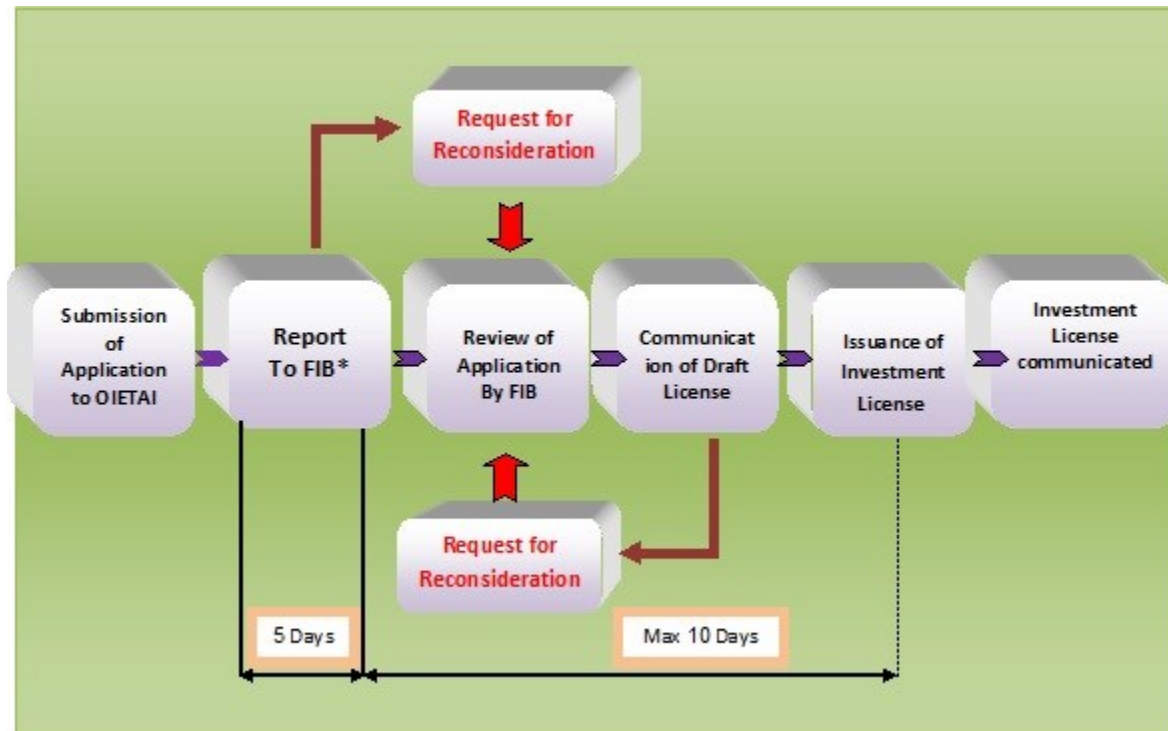 Request for
Reconsideration
Submission
of
Application
to OIETAI
Report
To FIB*
Review of
Application
By FIB
Communicat
ion of Draft
License
Issuance of
Investment
License
Investment
License
communicated
Request for
Reconsideration
5 Days
Max 10 Days